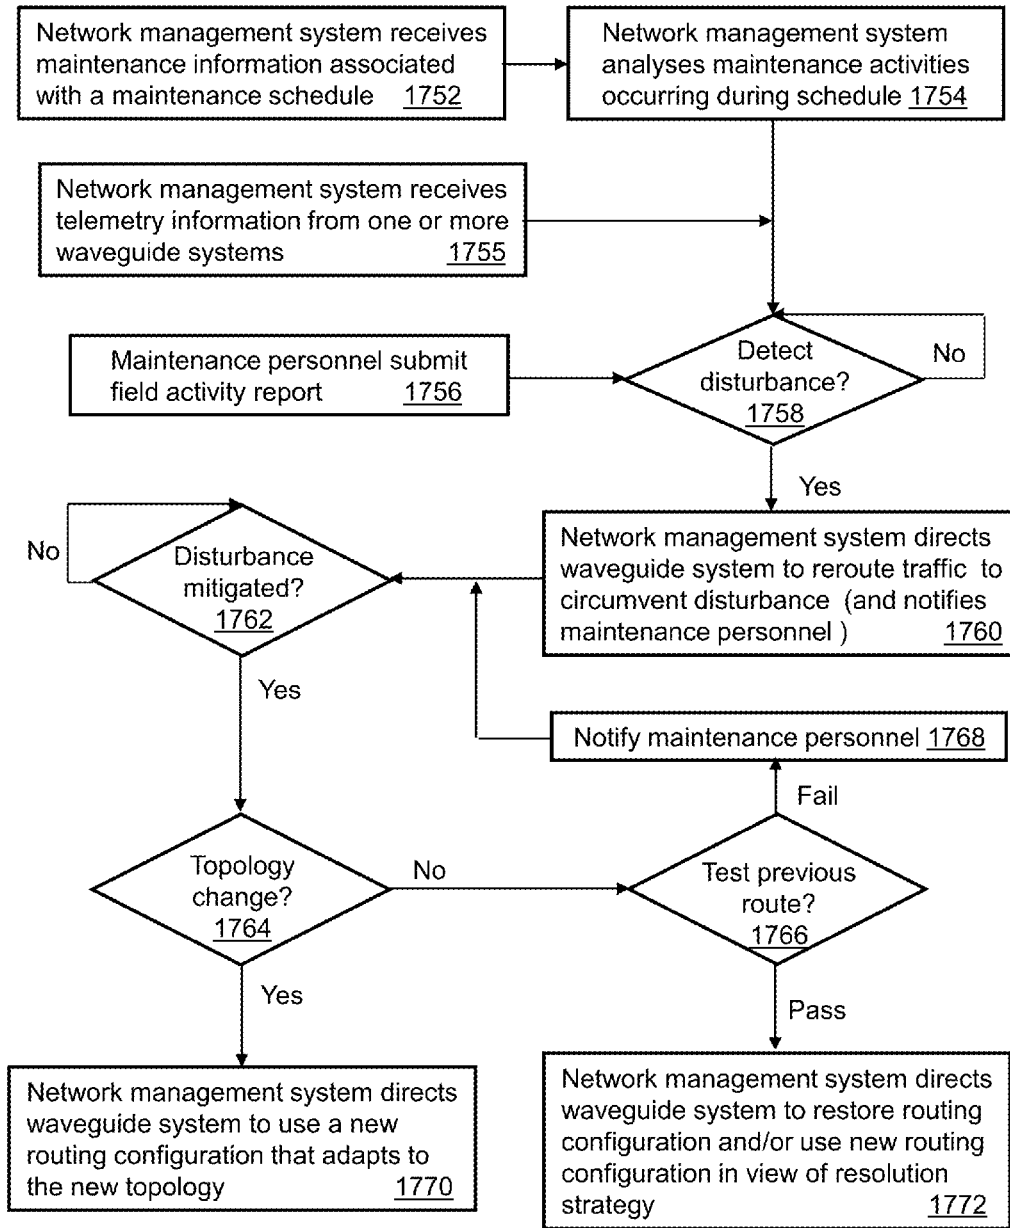 Network management system receives
maintenance information associated
with a maintenance schedule 1752
Network management system
analyses maintenance activities
occurring during schedule 1754
Network management system receives
telemetry information from one or more
waveguide systems 1755
Maintenance personnel submit
field activity report 1756
Detect
disturbance?
1758
No
Yes
Network management system directs
waveguide system to reroute traffic to
circumvent disturbance (and notifies
maintenance personnel ) 1760
No
Disturbance
mitigated?
1762
Yes
Notify maintenance personnel 1768
Fail
Topology
change?
1764
No
Test previous
route?
1766
Yes
Pass
Network management system directs
waveguide system to use a new
routing configuration that adapts to
the new topology 1770
Network management system directs
waveguide system to restore routing
configuration and/or use new routing
configuration in view of resolution
strategy 1772